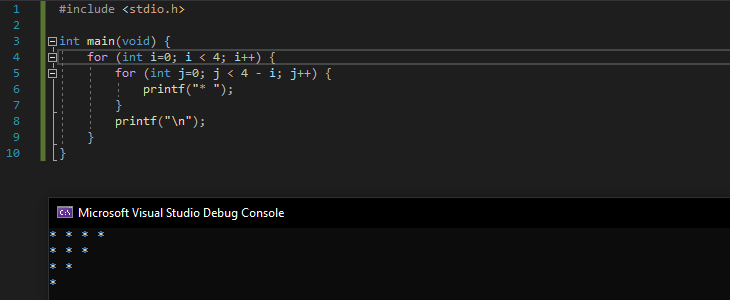 1 #include <stdio.h>
2
3 int main(void) {
4     for (int i=0; i < 4; i++) {
5         for (int j=0; j < 4 - i; j++) {
6             printf("* ");
7         }
8         printf("\n");
9     }
10 }
C:\ Microsoft Visual Studio Debug Console
* * * *
* * *
* *
*